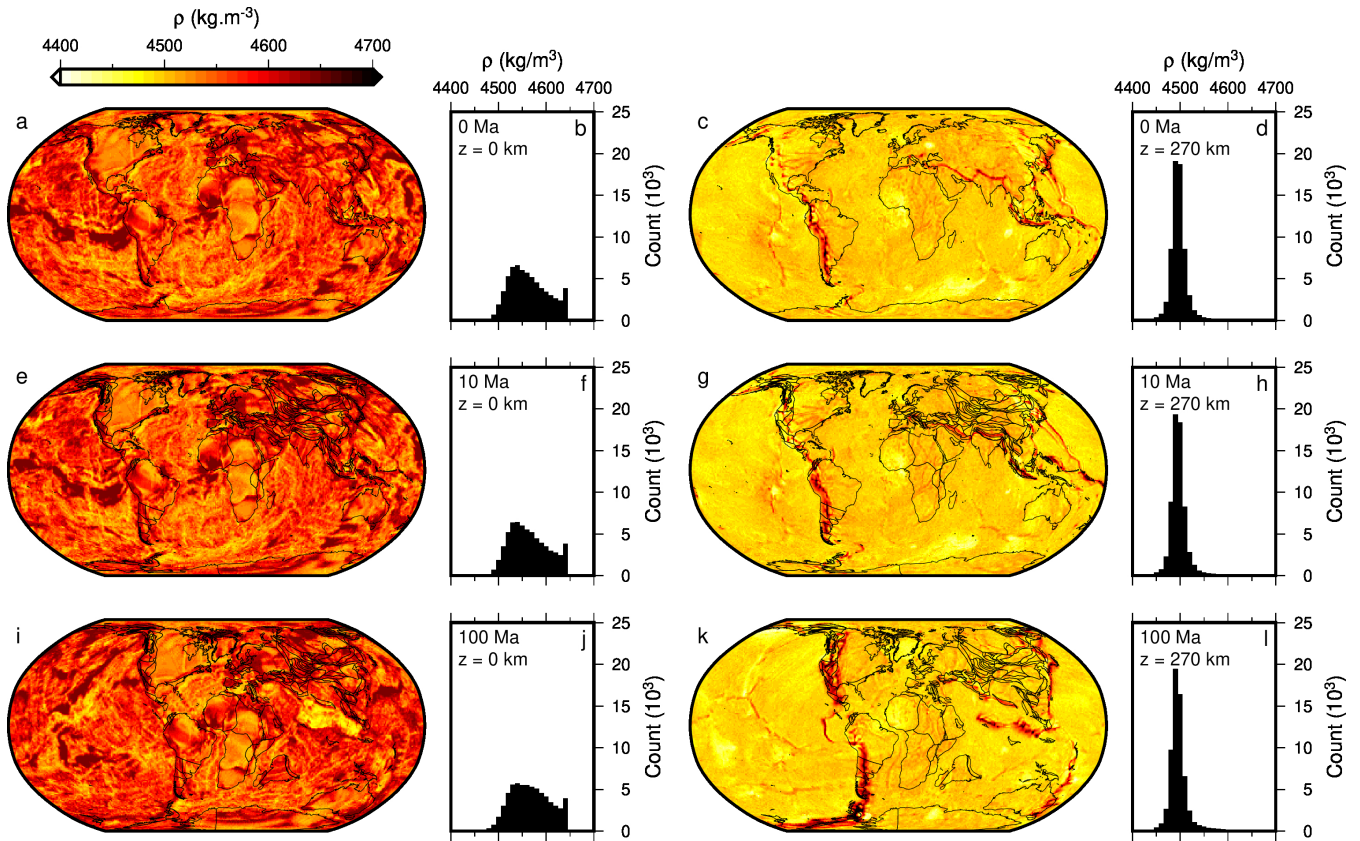 ρ (kg.m⁻³)
4400 4500 4600 4700
ρ (kg/m³)
4400 4500 4600 4700
ρ (kg/m³)
4400 4500 4600 4700
a
0 Ma
b
z = 0 km
0 5 10 15 20 25
Count (10³)
c
0 Ma
d
z = 270 km
0 5 10 15 20 25
Count (10³)
e
10 Ma
f
z = 0 km
0 5 10 15 20 25
Count (10³)
g
10 Ma
h
z = 270 km
0 5 10 15 20 25
Count (10³)
i
100 Ma
j
z = 0 km
0 5 10 15 20 25
Count (10³)
k
100 Ma
l
z = 270 km
0 5 10 15 20 25
Count (10³)